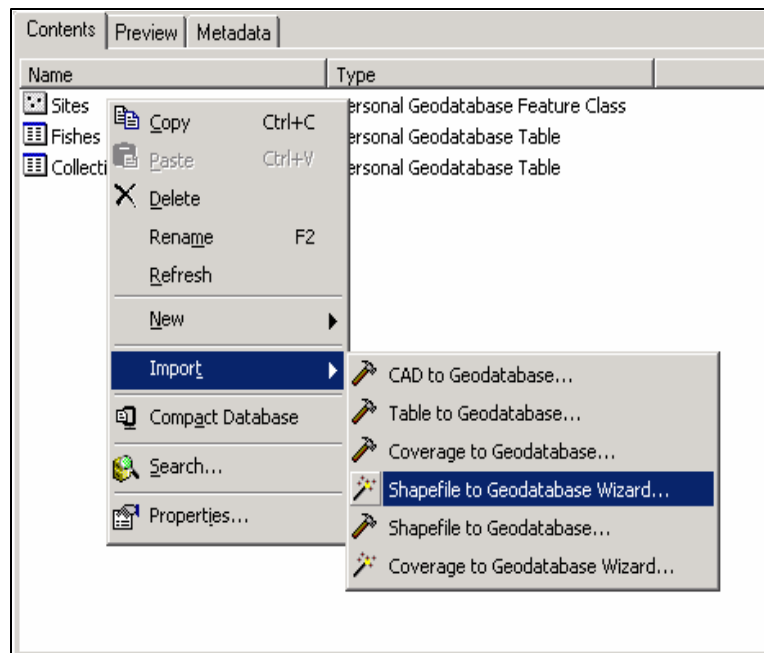 Contents Preview Metadata
Name Type
Sites ersonal Geodatabase Feature Class
Fishes ersonal Geodatabase Table
Collecti ersonal Geodatabase Table
Copy Ctrl+C
Paste Ctrl+V
Delete
Rename F2
Refresh
New
Import
Compact Database
Search...
Properties...
CAD to Geodatabase...
Table to Geodatabase...
Coverage to Geodatabase...
Shapefile to Geodatabase Wizard...
Shapefile to Geodatabase...
Coverage to Geodatabase Wizard...